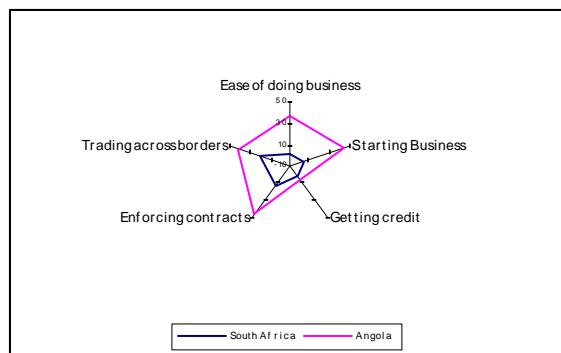 Ease of doing business
50
30
Trading across borders
10
Starting Business
-10
Enforcing contracts
Getting credit
South Africa
Angola